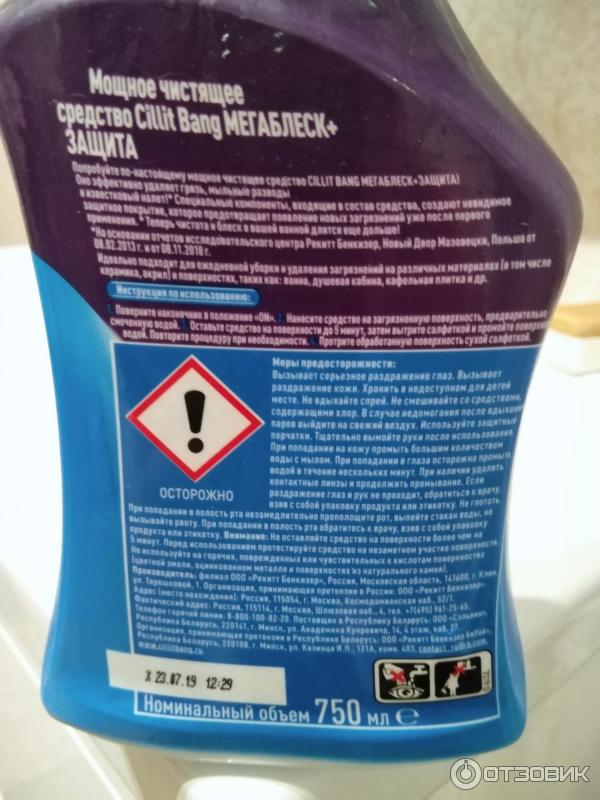 Мощное чистящее
средство Cillit Bang МЕГАБЛЕСК+
ЗАЩИТА
Попробуйте по-настоящему мощное чистящее средство CILLIT BANG МЕГАБЛЕСК+ЗАЩИТА!
Оно эффективно удаляет грязь, мыльные разводы
и известковый налет!* Специальные компоненты, входящие в состав средства, создают невидимое
защитное покрытие, которое предотвращает появление новых загрязнений уже после первого
применения. * Теперь чистота и блеск в вашей ванной длится еще дольше!
*На основании отчетов исследовательского центра Рекитт Бенкизер, Новый Двор Мазовецки, Польша от
08.02.2013 г. и от 08.11.2018 г.
Идеально подходит для ежедневной уборки и удаления загрязнений на различных материалах (в том числе
керамика, акрил) и поверхностях, таких как: ванна, душевая кабина, кафельная плитка и др.
Инструкция по использованию:
1. Поверните наконечник в положение «ON». 2. Нанесите средство на загрязненную поверхность, предварительно
смоченную водой. 3. Оставьте средство на поверхности до 5 минут, затем вытрите салфеткой и промойте поверхность
водой. Повторите процедуру при необходимости. 4. Протрите обработанную поверхность сухой салфеткой.
Меры предосторожности:
Вызывает серьезное раздражение глаз. Вызывает
раздражение кожи. Хранить в недоступном для детей
месте. Не вдыхайте спрей. Не смешивайте со средствами,
содержащими хлор. В случае недомогания после вдыхания
паров выйдите на свежий воздух. Используйте защитные
перчатки. Тщательно вымойте руки после использования.
При попадании на кожу промыть большим количеством
воды с мылом. При попадании в глаза осторожно промыть
водой в течение нескольких минут. При наличии удалить
контактные линзы и продолжить промывание. Если
раздражение глаз и рук не проходит, обратиться к врачу,
взяв с собой упаковку продукта или этикетку. Не глотать.
ОСТОРОЖНО
При попадании в полость рта незамедлительно прополощите рот, выпейте стакан воды, не
вызывайте рвоту. При попадании в полость рта обратитесь к врачу, взяв с собой упаковку
продукта или этикетку. Внимание: Не оставляйте средство на поверхности более чем на
5 минут. Перед использованием протестируйте средство на незаметном участке поверхности.
Не используйте на горячих, поврежденных или чувствительных к кислотам поверхностях
(цветной эмали, оцинкованном металле и поверхностях из натурального камня).
Производитель: филиал ООО «Рекитт Бенкизер», Россия, Московская область, 141600, г. Клин,
ул. Терешковой, 1. Организация, принимающая претензии в России: ООО «Рекитт Бенкизер».
Адрес (место нахождения): Россия, 115054, г. Москва, Космодамианская наб., 52/1.
Фактический адрес: Россия, 115114, г. Москва, Шлюзовая наб., 4, тел. +7(495) 961-25-65.
Телефон горячей линии: 8-800-100-82-20. Поставщик в Республику Беларусь: ООО «Сэльвин»,
Республика Беларусь, 220141, г. Минск, ул. Академика Купревича, 14, 4 этаж, каб. 37.
Организация, принимающая претензии в Республике Беларусь: ООО «Рекитт Бенкизер БиУай»,
Республика Беларусь, 220118, г. Минск, ул. Казинца И.П., 121А, ком. 403,
www.cillitbang.ru
X 23.07.19 12:29
Номинальный объем 750 мл ℮
ОТЗОВИК